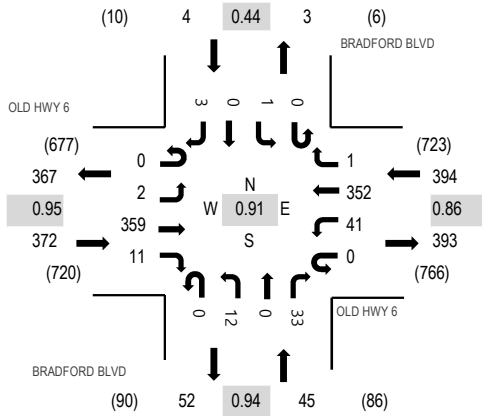 (10) 4 0.44 3 (6)
BRADFORD BLVD
OLD HWY 6
3 0 1 0
(677) (723)
0 1
367 394
2 N 352
0.95 W 0.91 E 0.86
359 S 41
372 393
11 0
(720) (766)
0 12 0 33
OLD HWY 6
BRADFORD BLVD
(90) 52 0.94 45 (86)